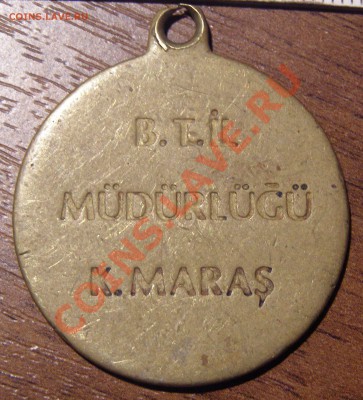 COINS.LAVE.RU
B. T. İL
MÜDÜRLÜĞÜ
K. MARAŞ
COINS.LAVE.RU